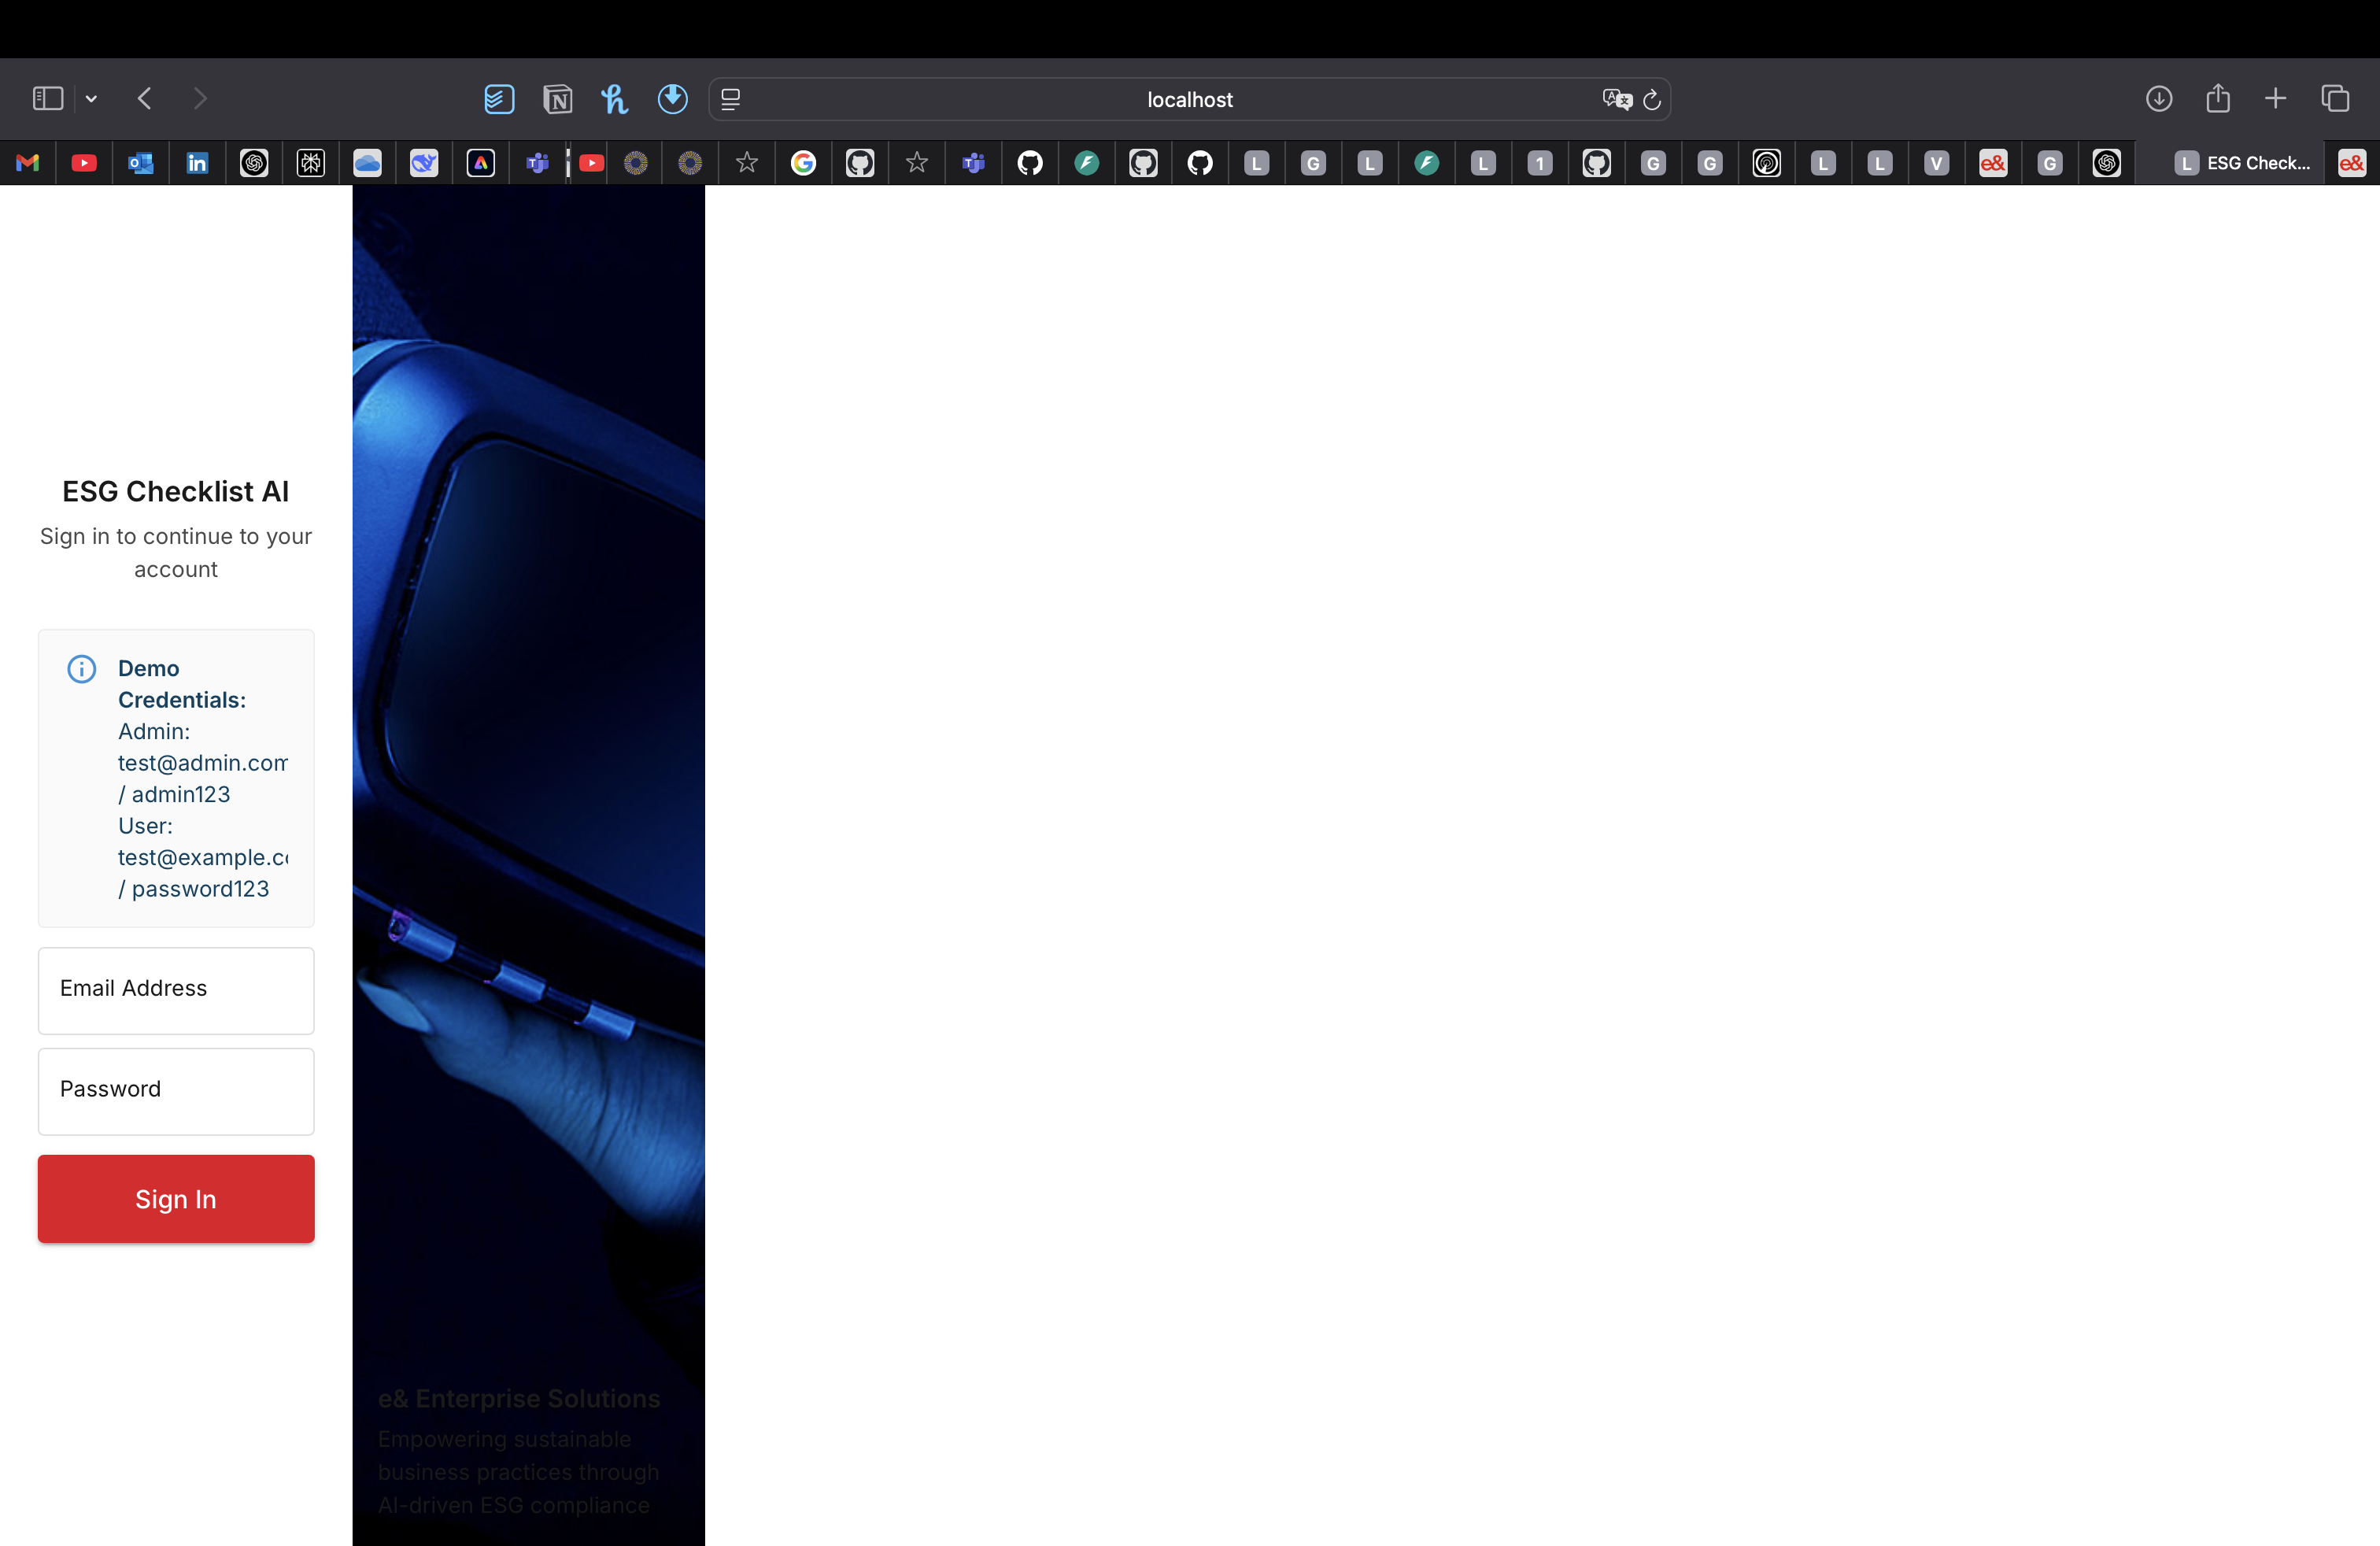 localhost
L
G
L
L
1
G
G
L
L
V
e&
G
L ESG Check...
e&
ESG Checklist AI
Sign in to continue to your
account
Demo
Credentials:
Admin:
test@admin.com
/ admin123
User:
test@example.co
/ password123
Email Address
Password
Sign In
e& Enterprise Solutions
Empowering sustainable
business practices through
AI-driven ESG compliance